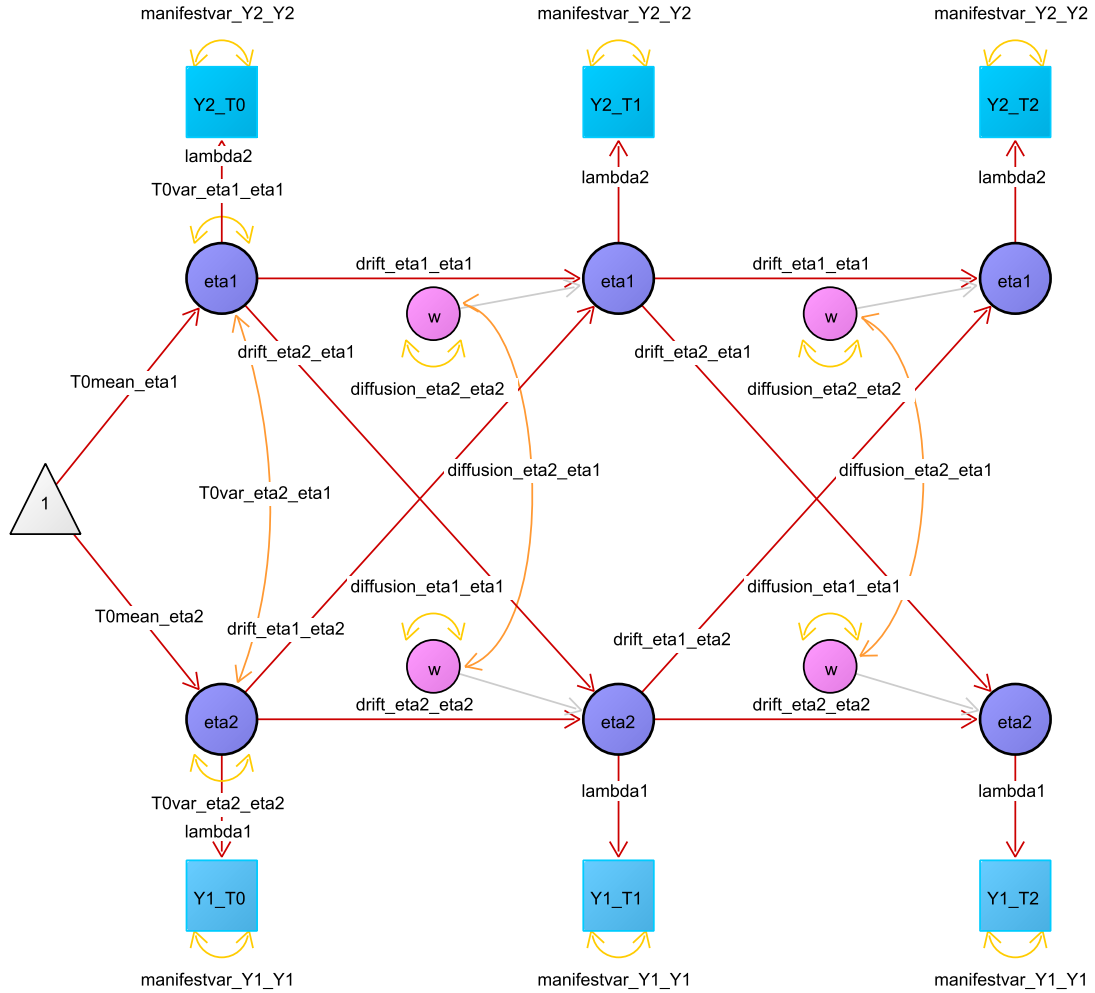 manifestvar_Y2_Y2
manifestvar_Y2_Y2
manifestvar_Y2_Y2
Y2_T0
Y2_T1
Y2_T2
lambda2
lambda2
lambda2
T0var_eta1_eta1
eta1
drift_eta1_eta1
eta1
drift_eta1_eta1
eta1
w
w
drift_eta2_eta1
drift_eta2_eta1
T0mean_eta1
diffusion_eta2_eta2
diffusion_eta2_eta2
diffusion_eta2_eta1
diffusion_eta2_eta1
T0var_eta2_eta1
1
diffusion_eta1_eta1
diffusion_eta1_eta1
T0mean_eta2
drift_eta1_eta2
drift_eta1_eta2
w
w
drift_eta2_eta2
drift_eta2_eta2
eta2
eta2
eta2
lambda1
lambda1
T0var_eta2_eta2
lambda1
Y1_T0
Y1_T1
Y1_T2
manifestvar_Y1_Y1
manifestvar_Y1_Y1
manifestvar_Y1_Y1